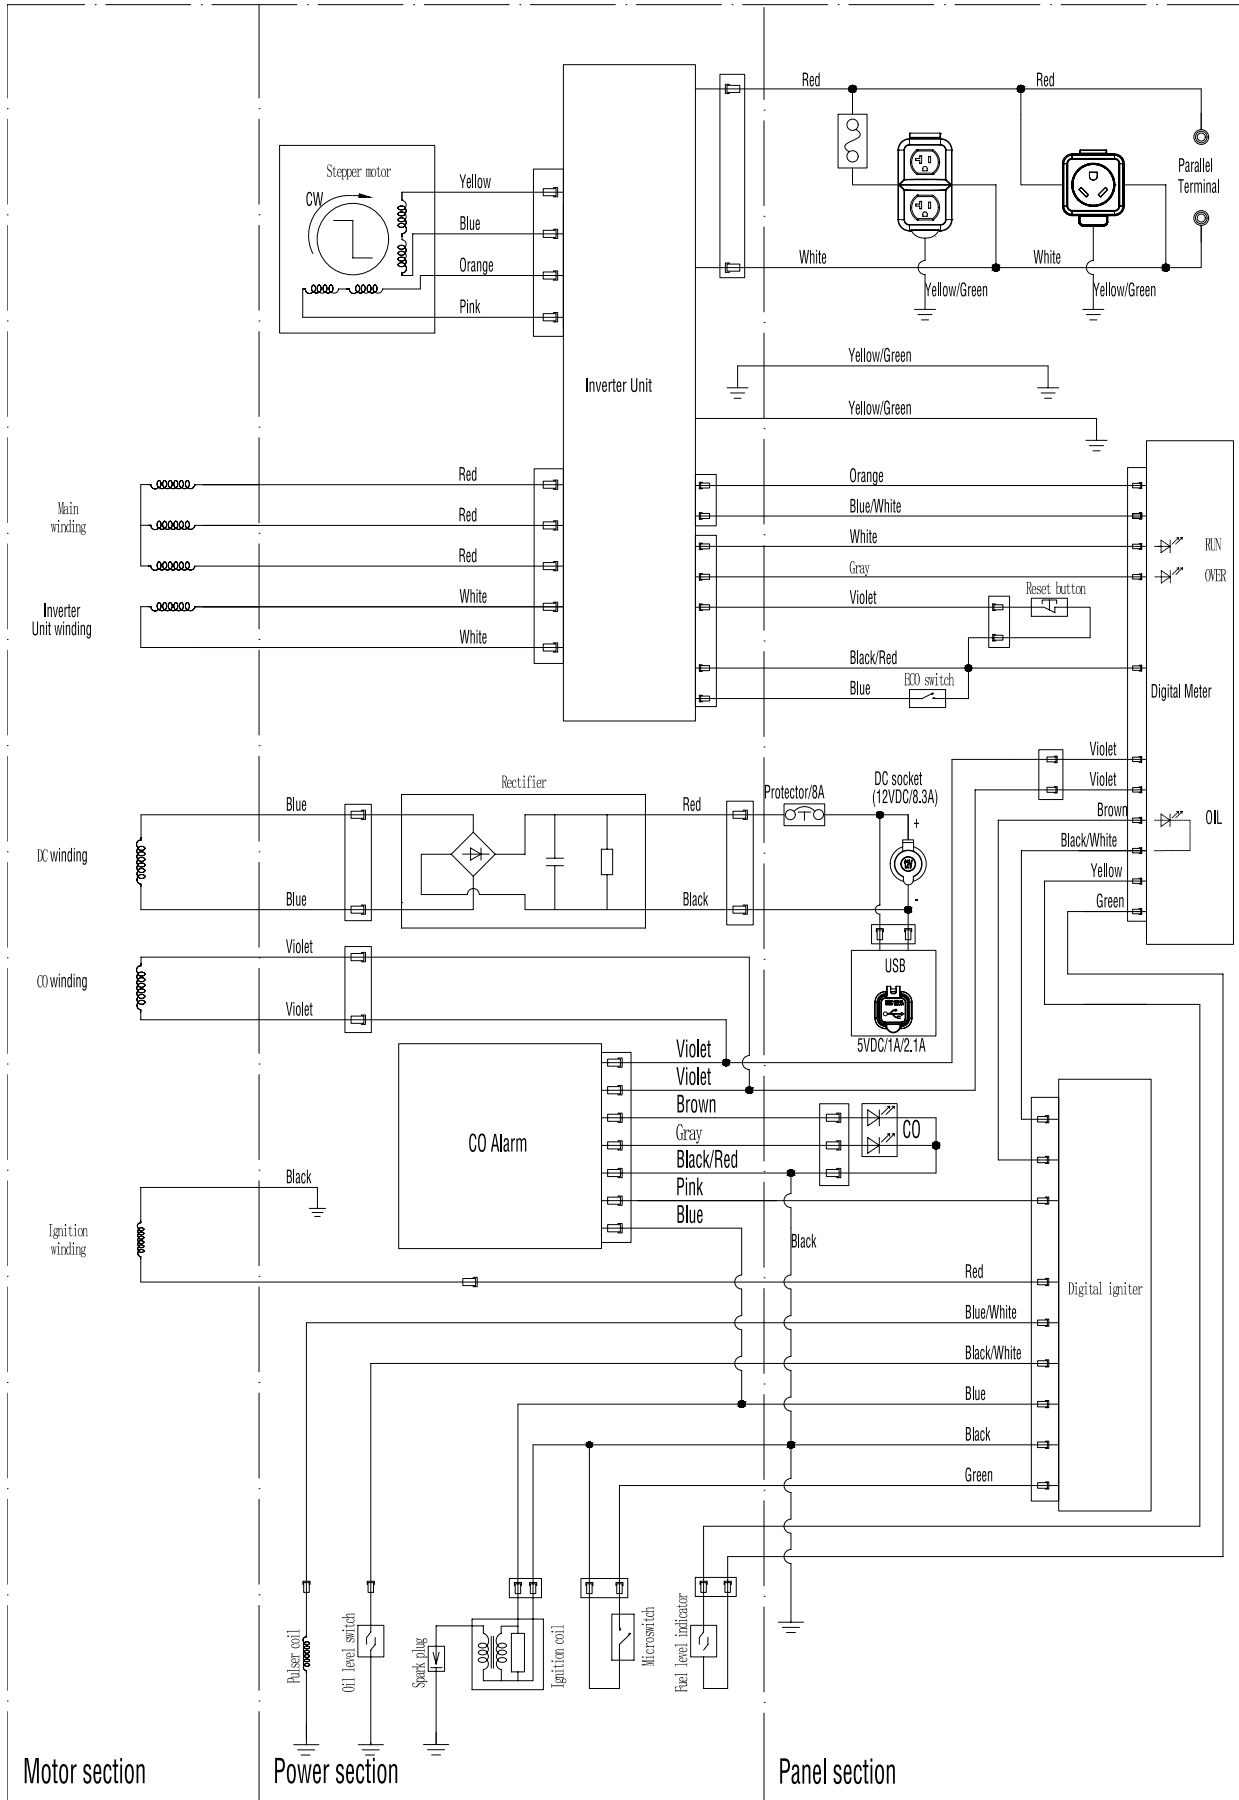 Red
Red
Stepper motor
CW
Yellow
Blue
Orange
Pink
Parallel
Terminal
White
White
Yellow/Green
Yellow/Green
Inverter Unit
Yellow/Green
Yellow/Green
Main
winding
Red
Red
Red
Inverter
Unit winding
White
White
Orange
Blue/White
White
RUN
Gray
OVER
Reset button
Violet
Black/Red
ECO switch
Blue
Digital Meter
Violet
Violet
Brown
OIL
Black/White
Yellow
Green
Rectifier
Protector/8A
DC socket
(12VDC/8.3A)
+
12V
-
DC winding
Blue
Blue
Red
Black
USB
5VDC/1A/2.1A
CO winding
Violet
Violet
CO Alarm
Violet
Violet
Brown
Gray
Black/Red
Pink
Blue
CO
Black
Black
Ignition
winding
Digital igniter
Red
Blue/White
Black/White
Blue
Black
Green
Pulser coil
Oil level switch
Spark plug
Ignition coil
Microswitch
Fuel level indicator
Motor section
Power section
Panel section